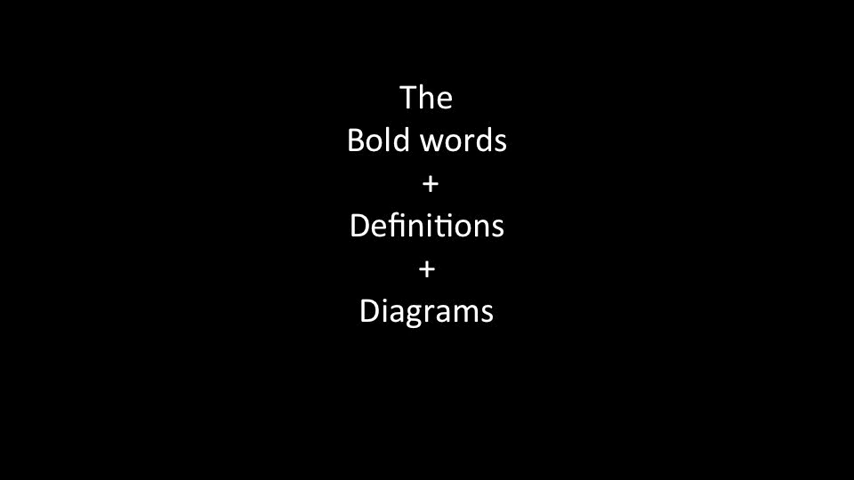 The
Bold words
+
Definitions
+
Diagrams